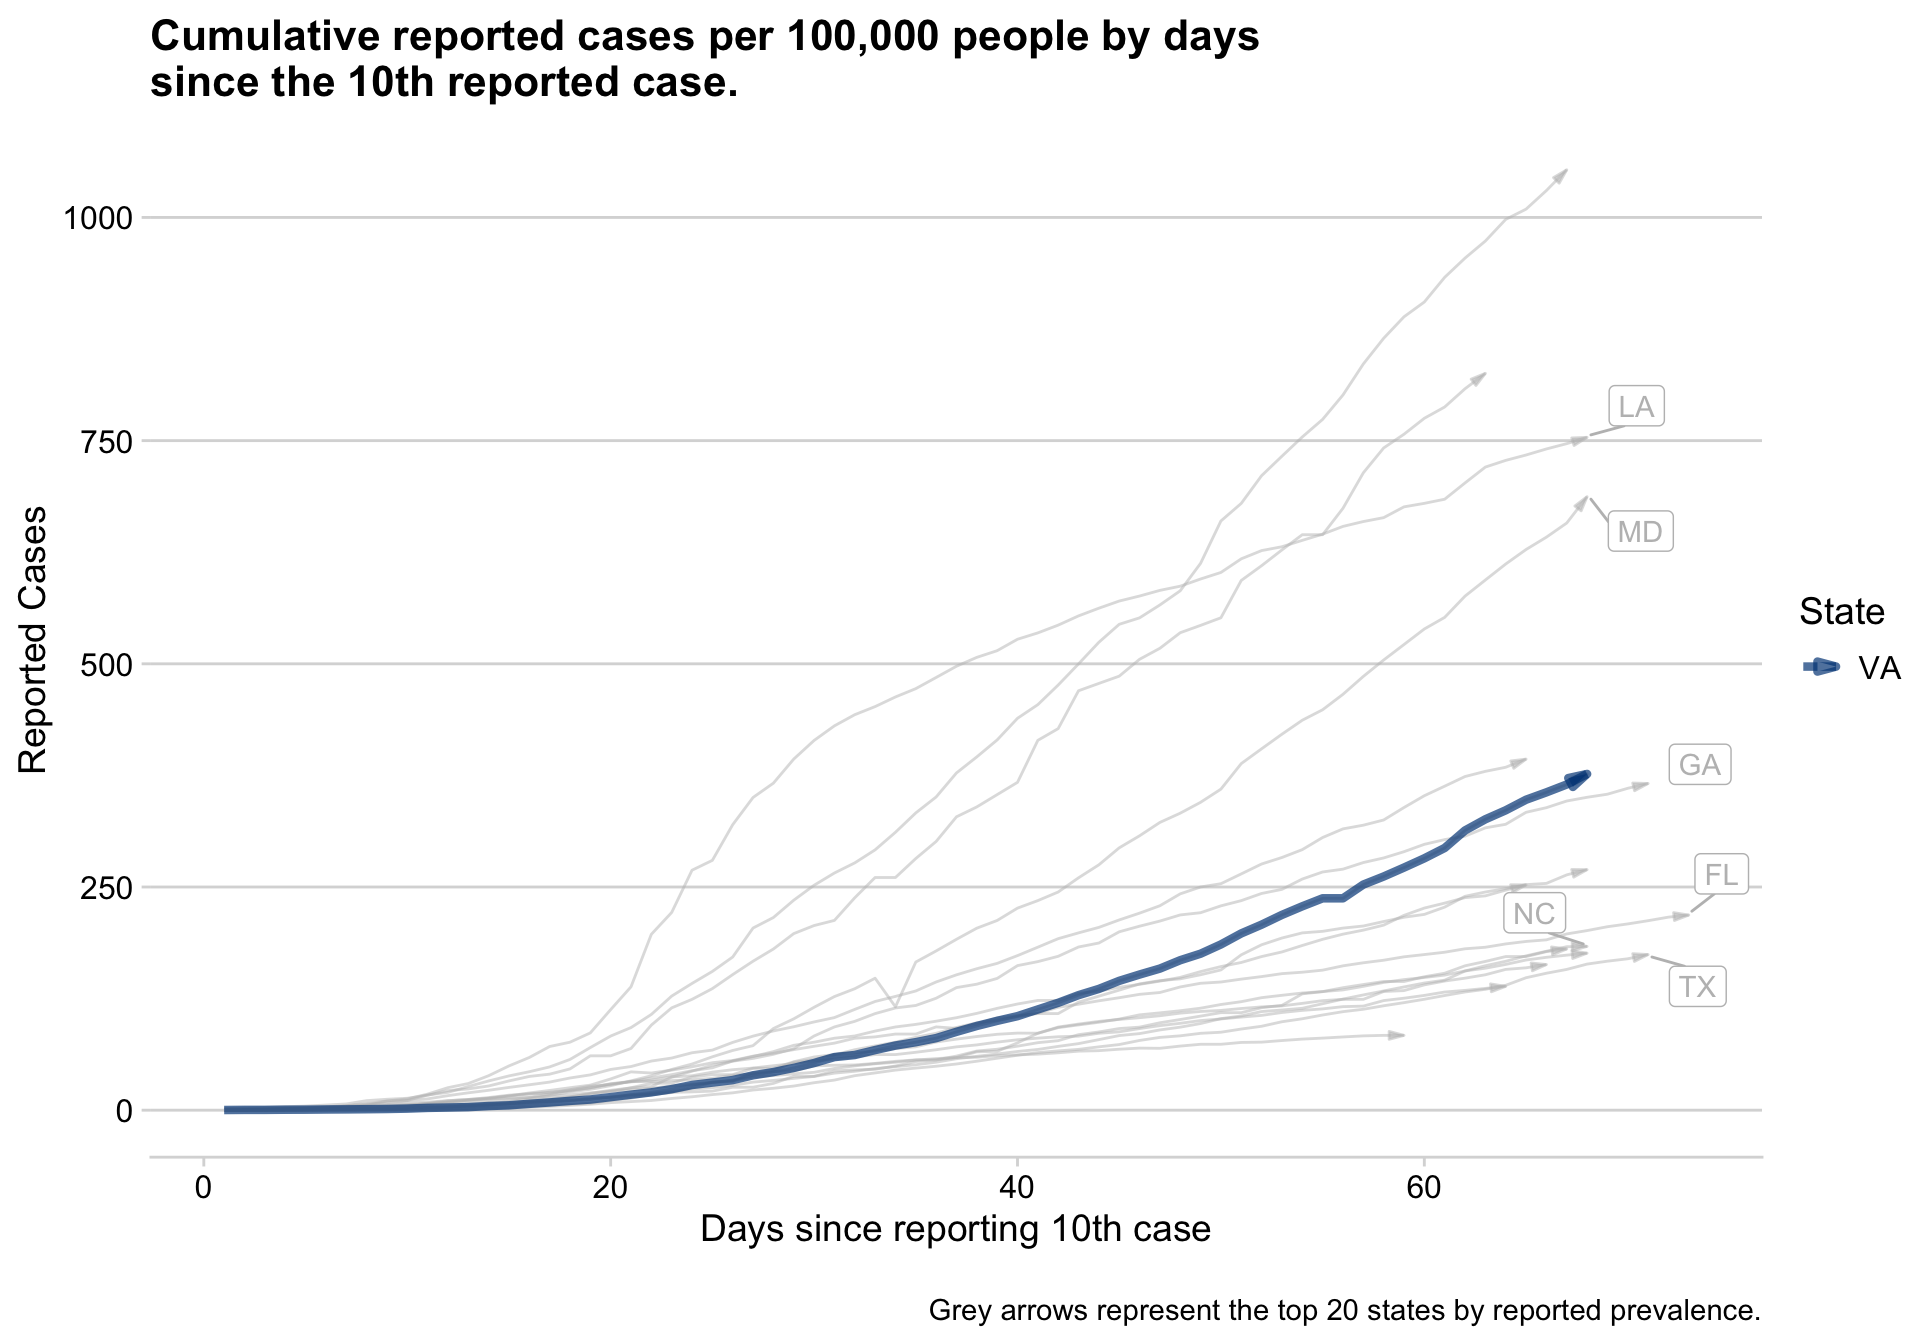 Cumulative reported cases per 100,000 people by days
since the 10th reported case.
1000
750
500
250
0
Reported Cases
LA
MD
GA
FL
NC
TX
State
VA
0 20 40 60
Days since reporting 10th case
Grey arrows represent the top 20 states by reported prevalence.